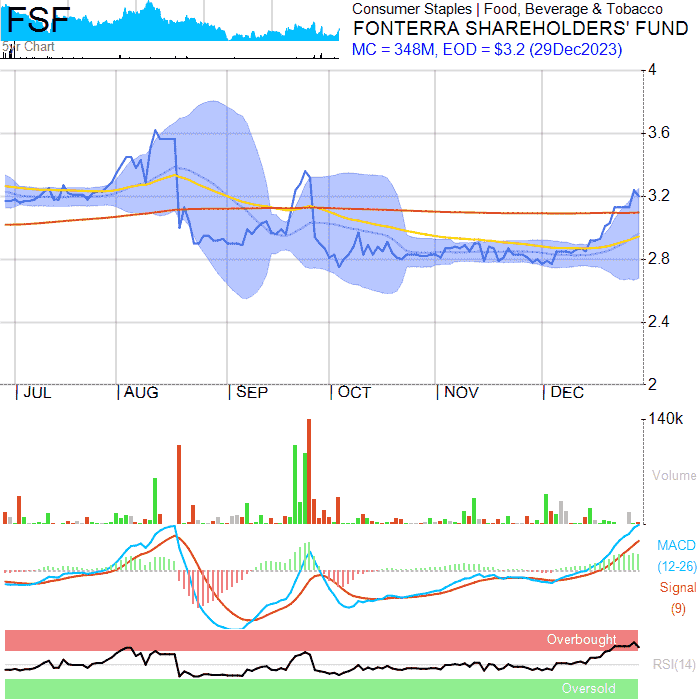 FSF
5yr Chart
Consumer Staples | Food, Beverage & Tobacco
FONTERRA SHAREHOLDERS' FUND
MC = 348M, EOD = $3.2 (29Dec2023)
4
3.6
3.2
2.8
2.4
2
JUL AUG SEP OCT NOV DEC
140k
Volume
MACD
(12-26)
Signal
(9)
Overbought
RSI(14)
Oversold